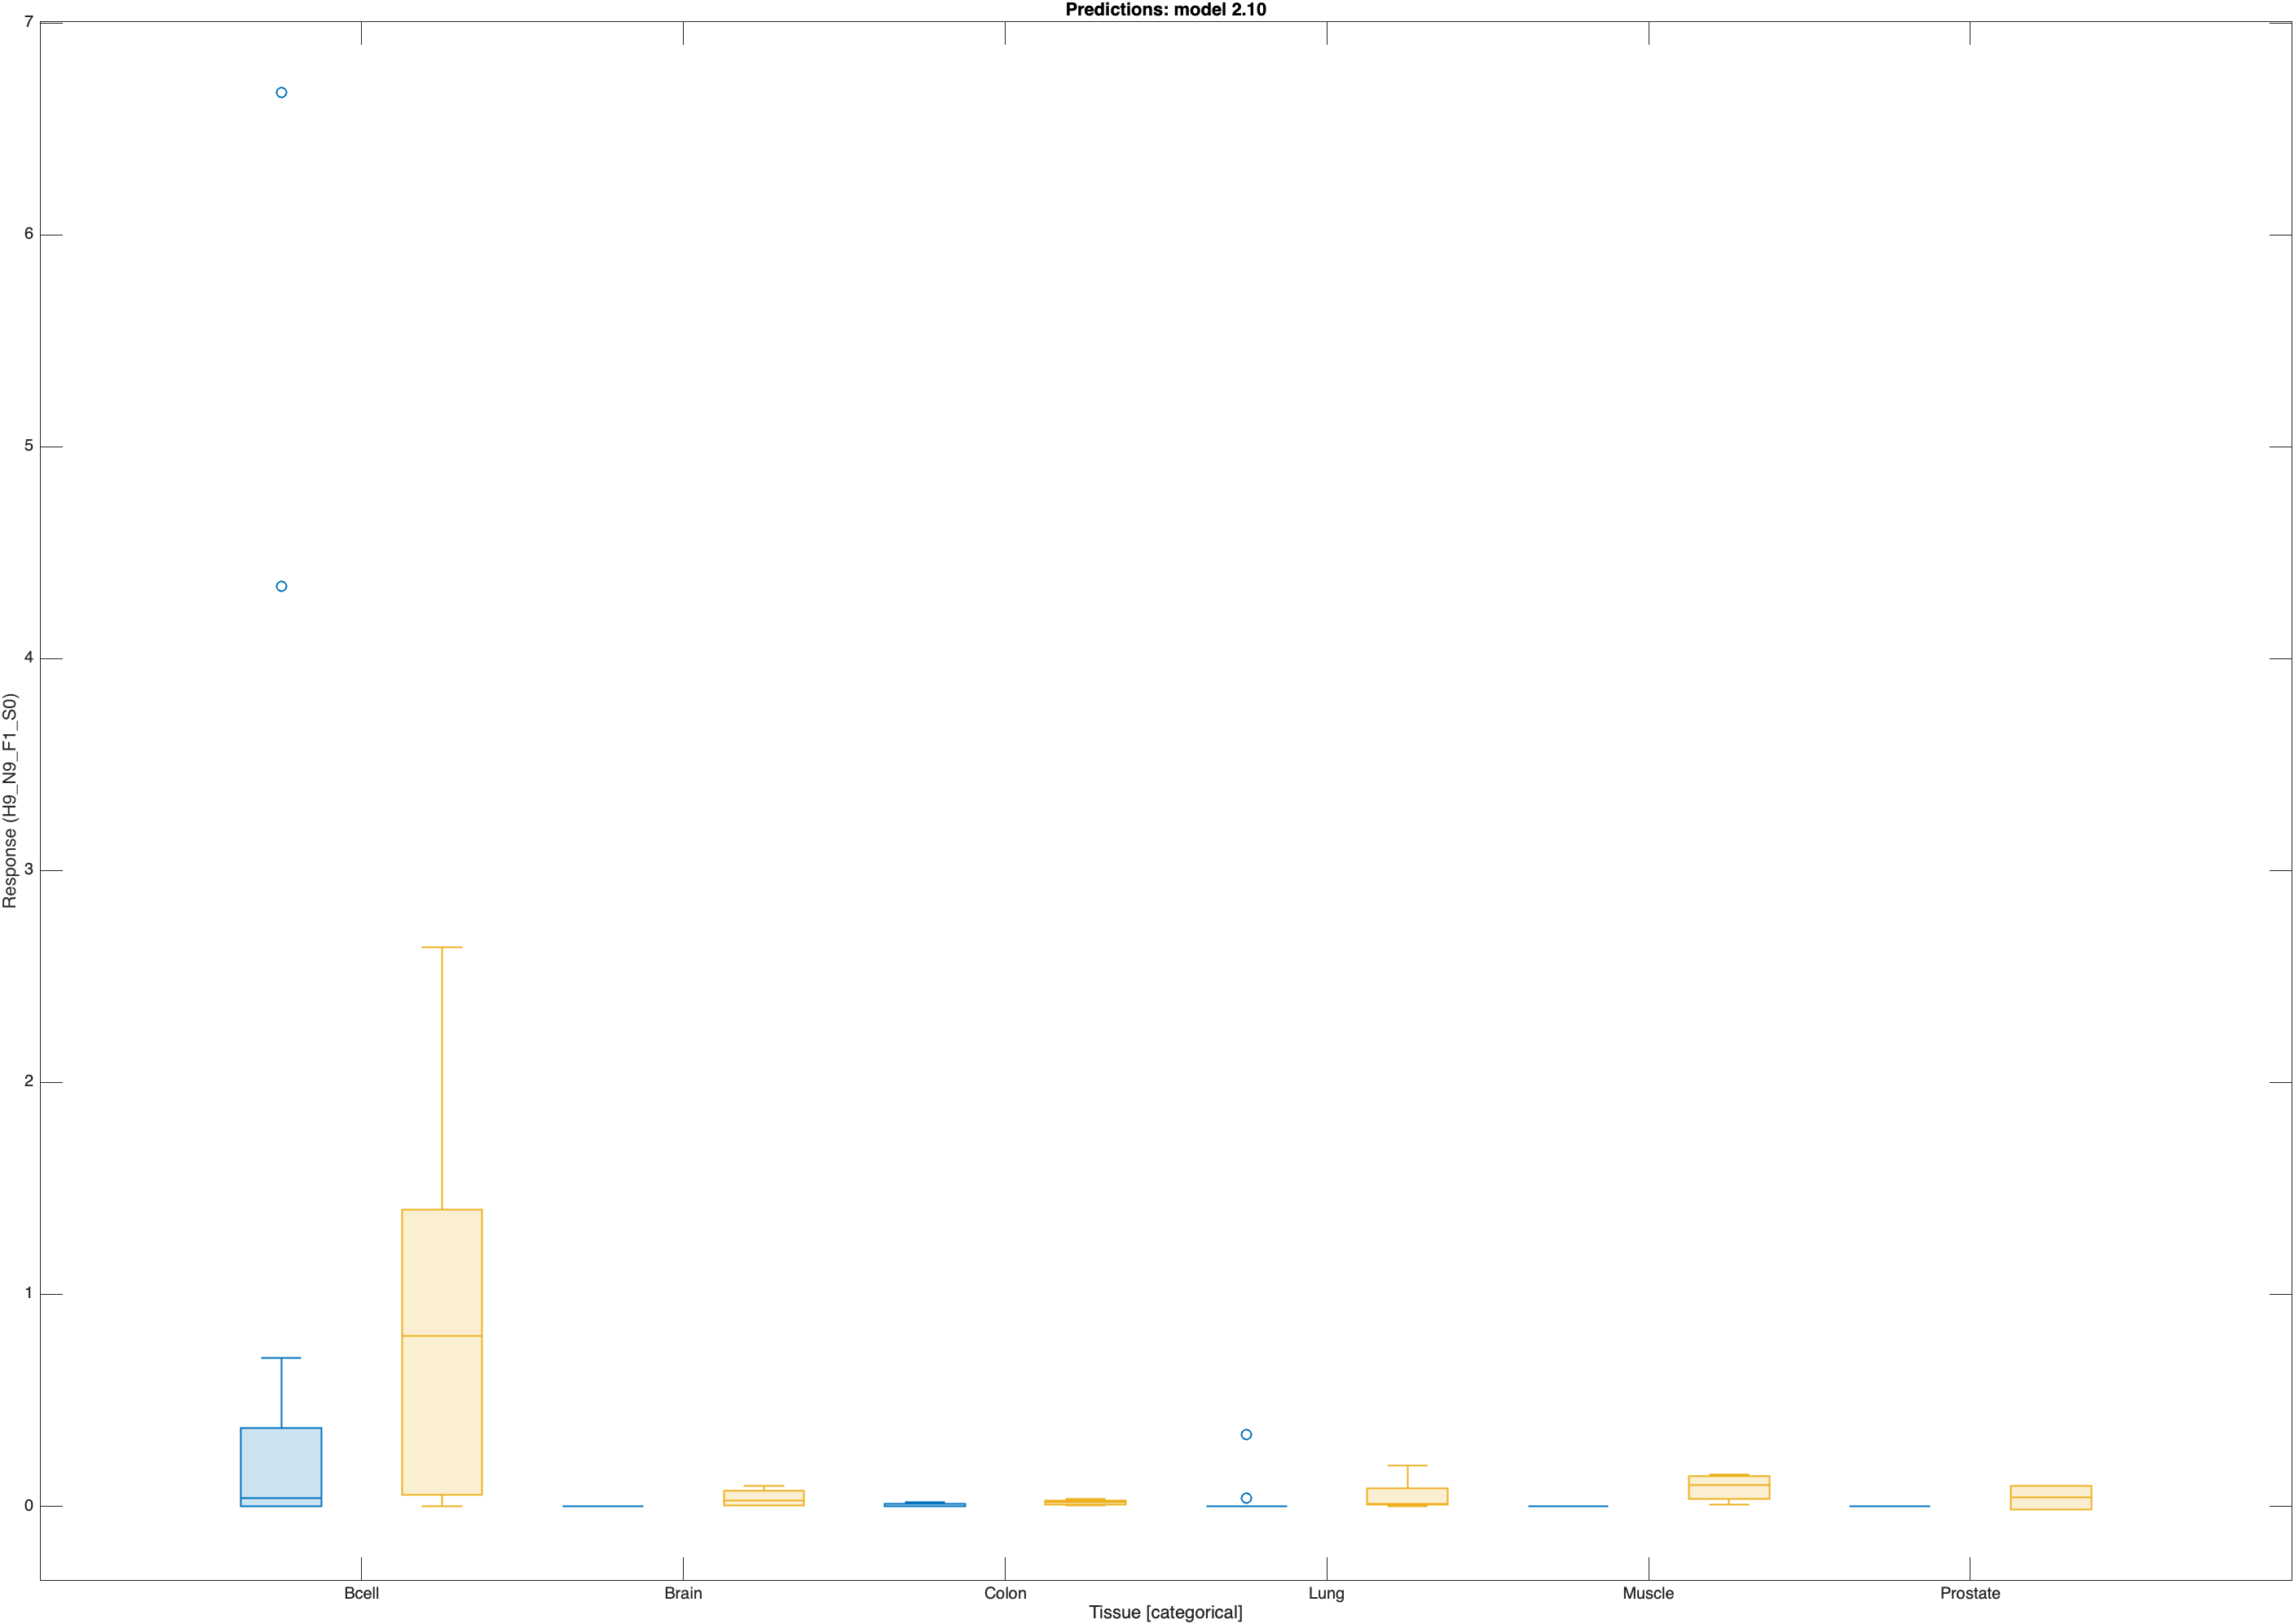 Predictions: model 2.10
7
6
5
4
3
2
1
0
Response (H9_N9_F1_S0)
Bcell
Brain
Colon
Lung
Muscle
Prostate
Tissue [categorical]